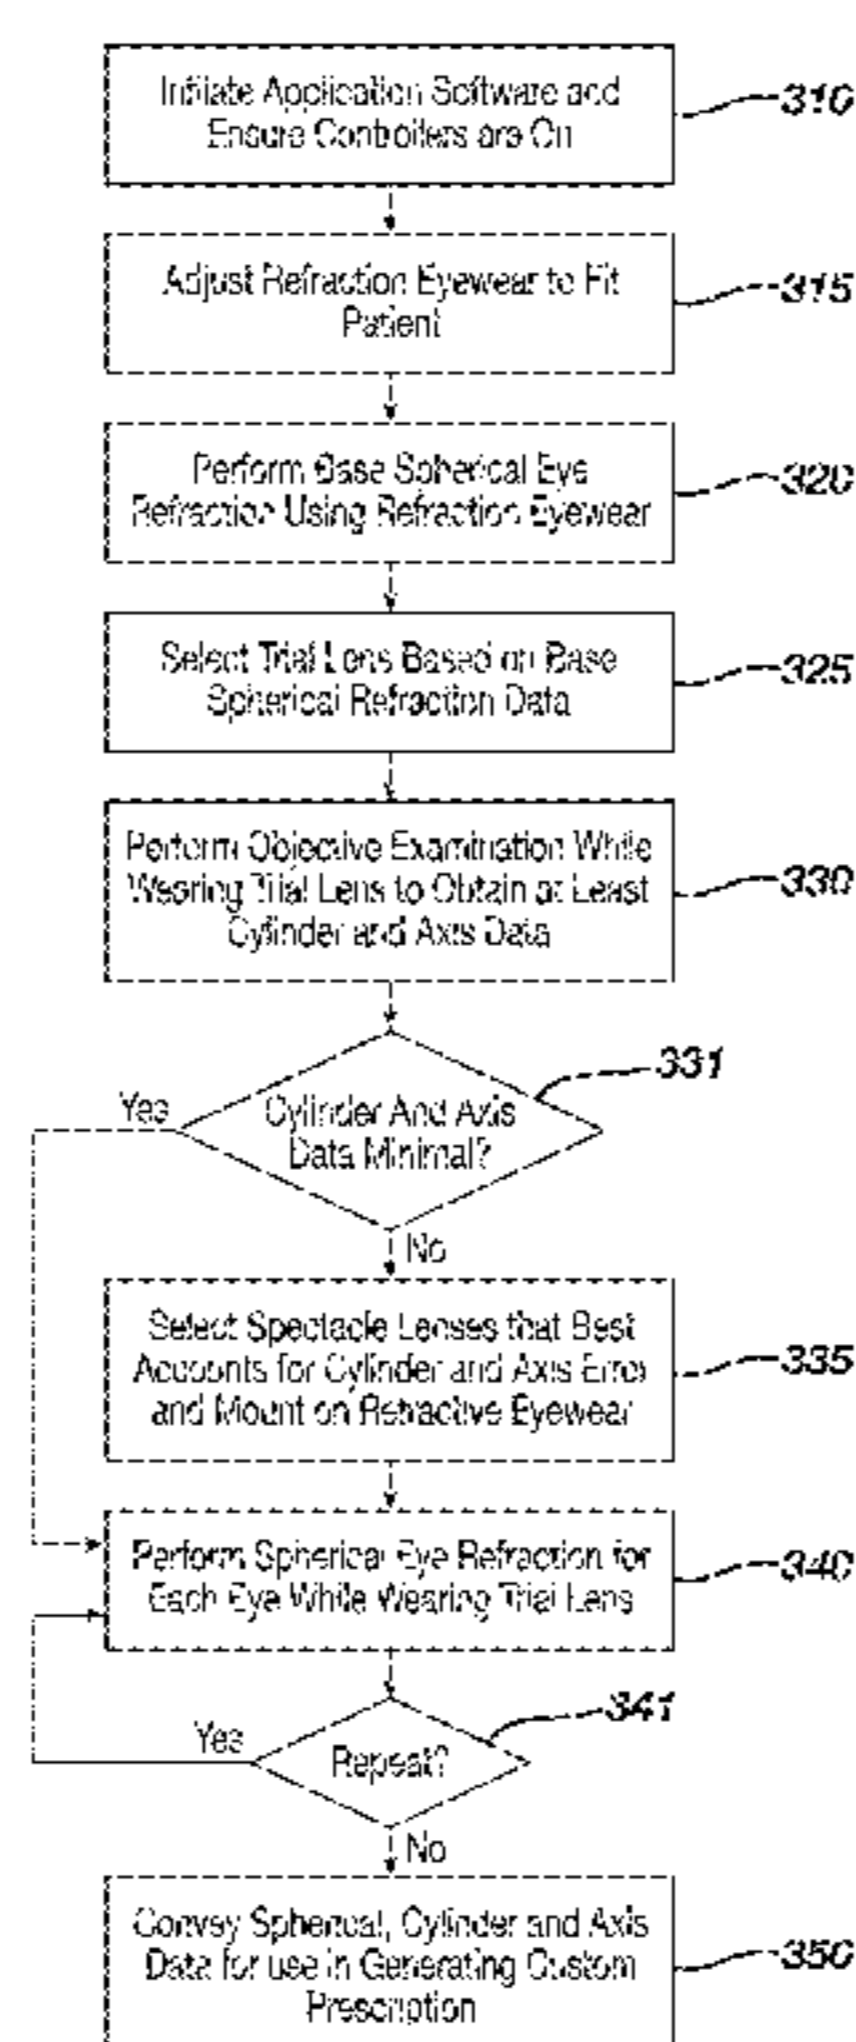 Initiate Application Software and
Ensure Controllers are On
310
Adjust Refraction Eyewear to Fit
Patient
315
Perform Base Spherical Eye
Refraction Using Refraction Eyewear
320
Select Trial Lens Based on Base
Spherical Refraction Data
325
Perform Objective Examination While
Wearing Trial Lens to Obtain at Least
Cylinder and Axis Data
330
331
Yes
Cylinder And Axis
Data Minimal?
No
Select Spectacle Lenses that Best
Accounts for Cylinder and Axis Error
and Mount on Refractive Eyewear
335
Perform Spherical Eye Refraction for
Each Eye While Wearing Trial Lens
340
341
Yes
Repeat?
No
Convey Spherical, Cylinder and Axis
Data for use in Generating Custom
Prescription
350